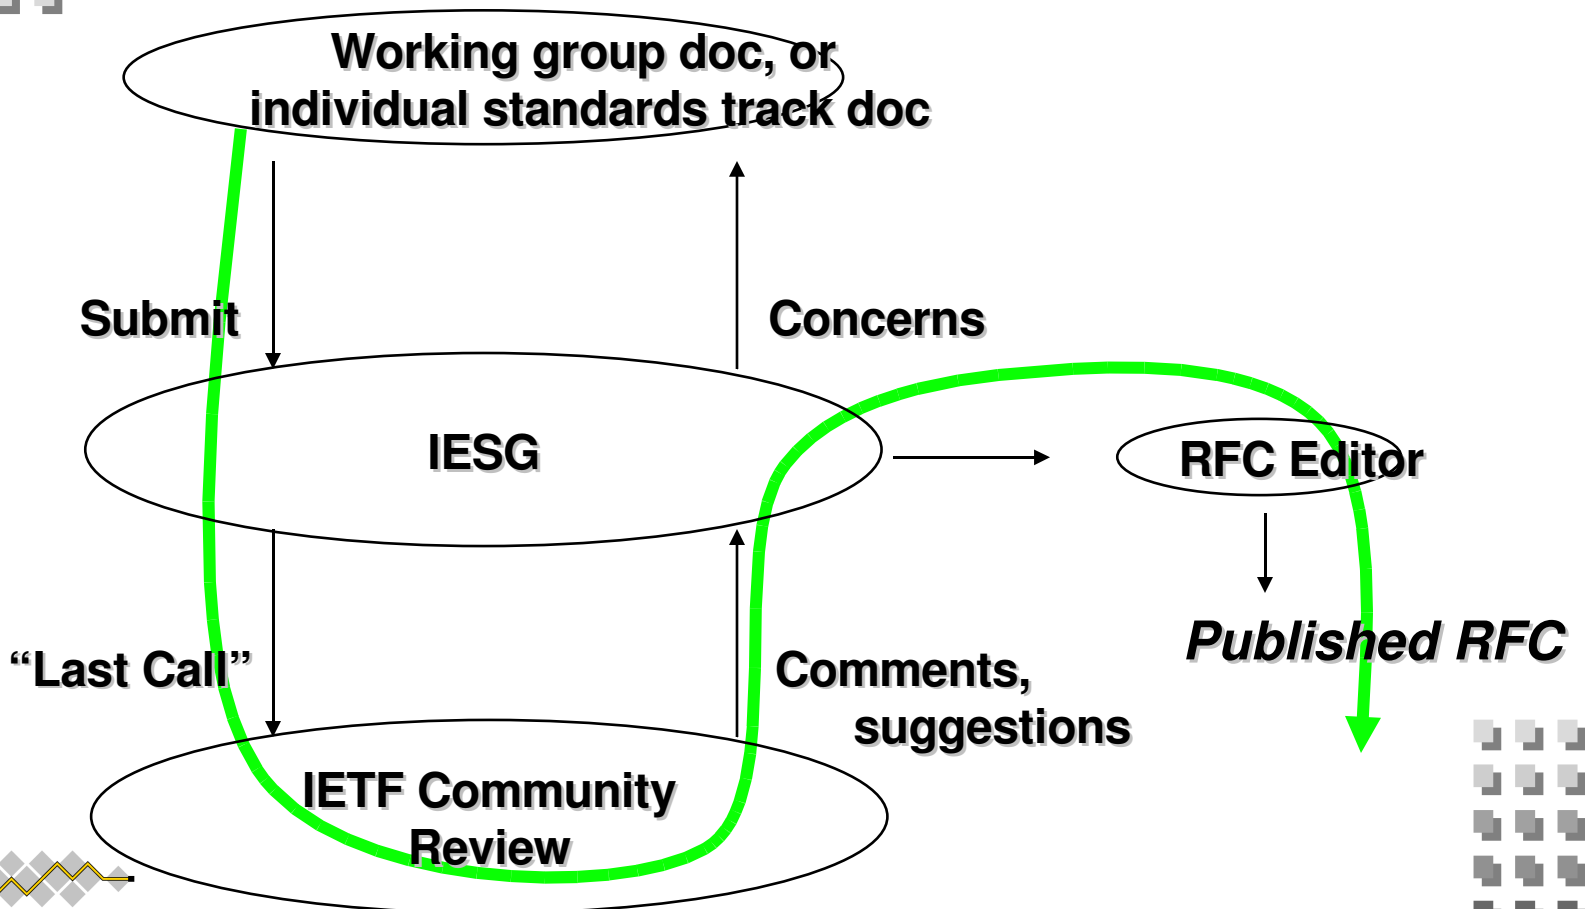 Working group doc, or
individual standards track doc
Submit
Concerns
IESG
RFC Editor
“Last Call”
Comments,
suggestions
Published RFC
IETF Community
Review